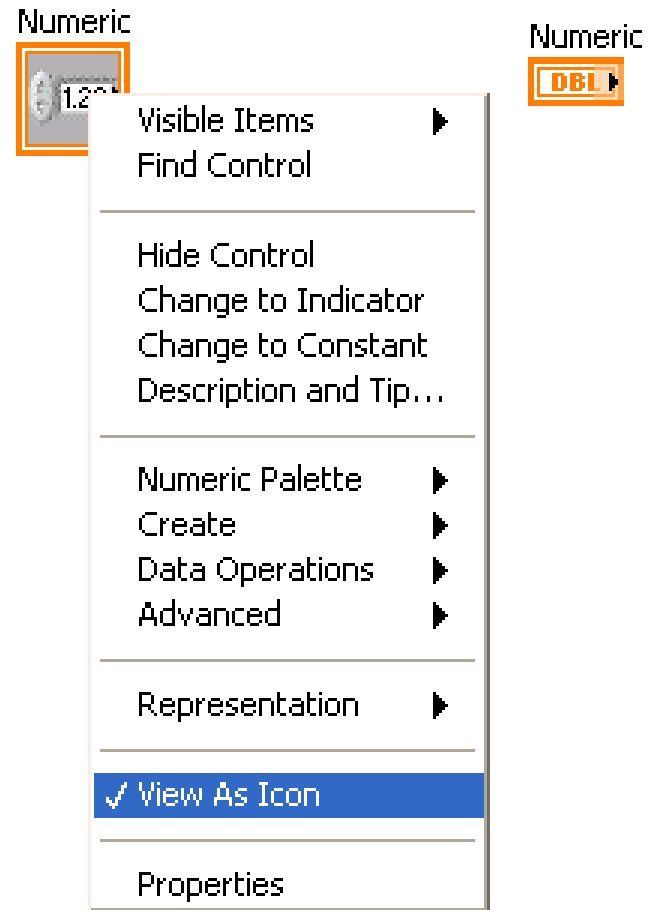 Numeric
Numeric
DBL
Visible Items
Find Control
Hide Control
Change to Indicator
Change to Constant
Description and Tip...
Numeric Palette
Create
Data Operations
Advanced
Representation
View As Icon
Properties